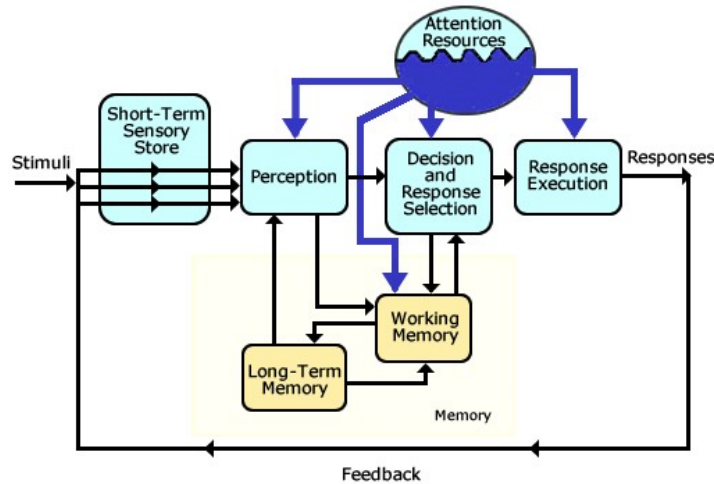 Attention
Resources
Short-Term
Sensory
Store
Stimuli
Perception
Decision
and
Response
Selection
Response
Execution
Responses
Working
Memory
Long-Term
Memory
Memory
Feedback